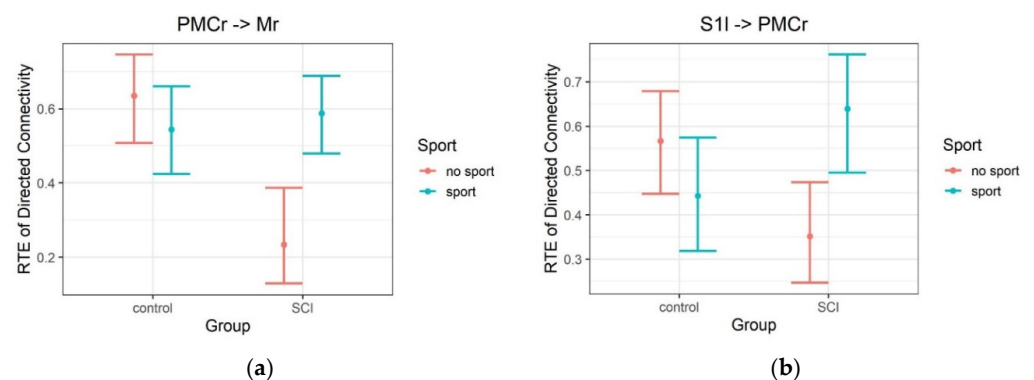 PMCr -> Mr
RTE of Directed Connectivity
0.6
0.4
0.2
control
SCI
Group
Sport
no sport
sport
(a)
S1l -> PMCr
RTE of Directed Connectivity
0.7
0.6
0.5
0.4
0.3
control
SCI
Group
Sport
no sport
sport
(b)